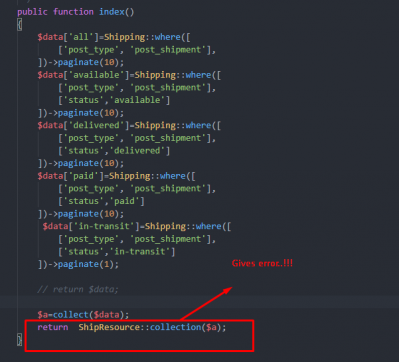 public function index()
{
$data['all']=Shipping::where([
['post_type', 'post_shipment'],
])->paginate(10);
$data['available']=Shipping::where([
['post_type', 'post_shipment'],
['status','available']
])->paginate(10);
$data['delivered']=Shipping::where([
['post_type', 'post_shipment'],
['status','delivered']
])->paginate(10);
$data['paid']=Shipping::where([
['post_type', 'post_shipment'],
['status','paid']
])->paginate(10);
$data['in-transit']=Shipping::where([
['post_type', 'post_shipment'],
['status','in-transit']
])->paginate(1);
Gives error.!!!
// return $data;
$a=collect($data);
return ShipResource::collection($a);
}